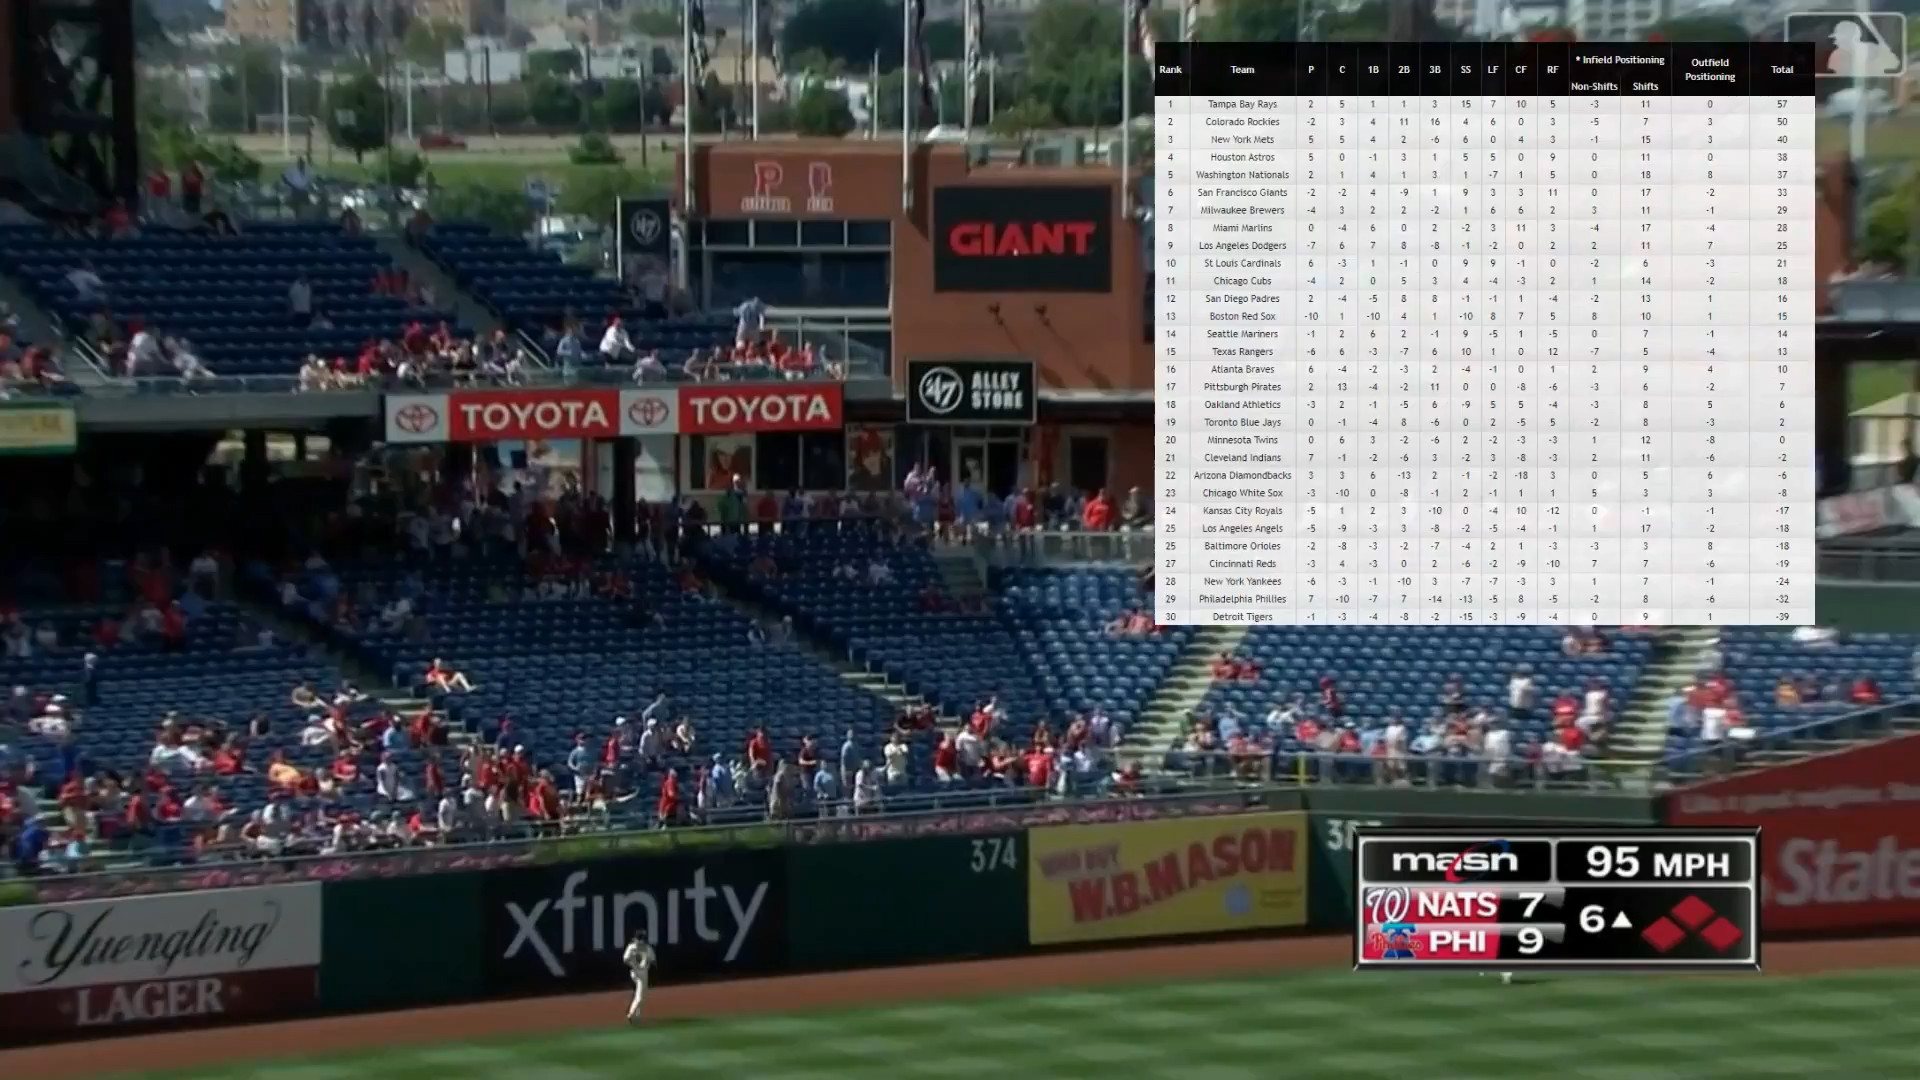 Rank Team P C 1B 2B 3B SS LF CF RF * Infield Positioning Non-Shifts Shifts Outfield Positioning Total
1 Tampa Bay Rays 2 5 1 1 3 15 7 10 5 -3 11 0 57
2 Colorado Rockies -2 3 4 11 16 4 6 0 3 -5 7 3 50
3 New York Mets 5 5 4 2 -6 6 0 4 3 -1 15 3 40
4 Houston Astros 5 0 -1 3 1 5 5 0 9 0 11 0 38
5 Washington Nationals 2 1 4 1 3 1 -7 1 5 0 18 8 37
6 San Francisco Giants -2 -2 4 -9 1 9 3 3 11 0 17 -2 33
7 Milwaukee Brewers -4 3 2 2 -2 1 6 6 2 3 11 -1 29
8 Miami Marlins 0 -4 6 0 2 -2 3 11 3 -4 17 -4 28
9 Los Angeles Dodgers -7 6 7 8 -8 -1 -2 0 2 2 11 7 25
10 St Louis Cardinals 6 -3 1 -1 0 9 9 -1 0 -2 6 -3 21
11 Chicago Cubs -4 2 0 5 3 4 -4 -3 2 1 14 -2 18
12 San Diego Padres 2 -4 -5 8 8 -1 -1 1 -4 -2 13 1 16
13 Boston Red Sox -10 1 -10 4 1 -10 8 7 5 8 10 1 15
14 Seattle Mariners -1 2 6 2 -1 9 -5 1 -5 0 7 -1 14
15 Texas Rangers -6 6 -3 -7 6 10 1 0 12 -7 5 -4 13
16 Atlanta Braves 6 -4 -2 -3 2 -4 -1 0 1 2 9 4 10
17 Pittsburgh Pirates 2 13 -4 -2 11 0 0 -8 -6 -3 6 -2 7
18 Oakland Athletics -3 2 -1 -5 6 -9 5 5 -4 -3 8 5 6
19 Toronto Blue Jays 0 -1 -4 8 -6 0 2 -5 5 -2 8 -3 2
20 Minnesota Twins 0 6 3 -2 -6 2 -2 -3 -3 1 12 -8 0
21 Cleveland Indians 7 -1 -2 -6 3 -2 3 -8 -3 2 11 -6 -2
22 Arizona Diamondbacks 3 3 6 -13 2 -1 -2 -18 3 0 5 6 -6
23 Chicago White Sox -3 -10 0 -8 -1 2 -1 1 1 5 3 3 -8
24 Kansas City Royals -5 1 2 3 -10 0 -4 10 -12 0 -1 -1 -17
25 Los Angeles Angels -5 -9 -3 3 -8 -2 -5 -4 -1 1 17 -2 -18
25 Baltimore Orioles -2 -8 -3 -2 -7 -4 2 1 -3 -3 3 8 -18
27 Cincinnati Reds -3 4 -3 0 2 -6 -2 -9 -10 7 7 -6 -19
28 New York Yankees -6 -3 -1 -10 3 -7 -7 -3 3 1 7 -1 -24
29 Philadelphia Phillies 7 -10 -7 7 -14 -13 -5 8 -5 -2 8 -6 -32
30 Detroit Tigers -1 -3 -4 -8 -2 -15 -3 -9 -4 0 9 1 -39
GIANT
'47 ALLEY STORE
TOYOTA TOYOTA
374
W.B. MASON
xfinity
Yuengling
LAGER
State
masn 95 MPH
NATS 7
PHI 9
6